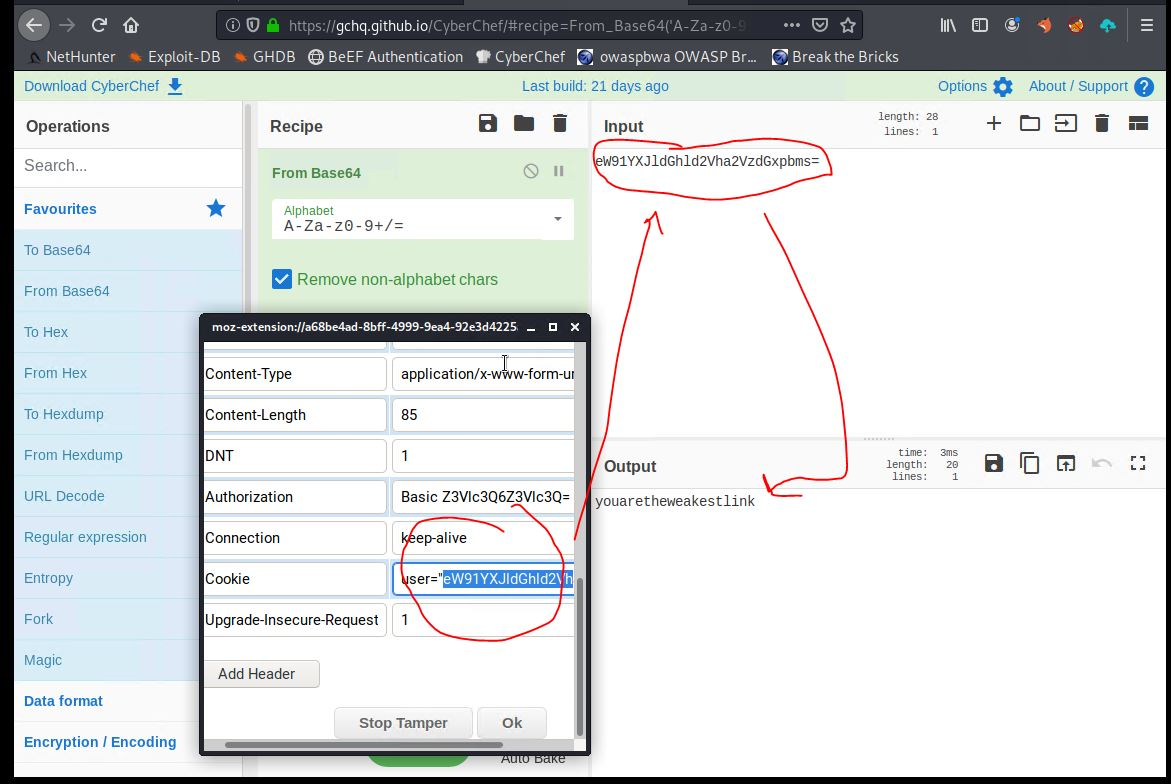 https://gchq.github.io/CyberChef/#recipe=From_Base64('A-Za-z0-9
NetHunter Exploit-DB GHDB BeEF Authentication CyberChef owaspbwa OWASP Br... Break the Bricks
Download CyberChef
Last build: 21 days ago
Options
About / Support
Operations
Search...
Favourites
To Base64
From Base64
To Hex
From Hex
To Hexdump
From Hexdump
URL Decode
Regular expression
Entropy
Fork
Magic
Data format
Encryption / Encoding
Recipe
From Base64
Alphabet
A-Za-z0-9+/=
Remove non-alphabet chars
moz-extension://a68be4ad-8bff-4999-9ea4-92e3d4225
Content-Type application/x-www-form-ur
Content-Length 85
DNT 1
Authorization Basic Z3Vlc3Q6Z3Vlc3Q=
Connection keep-alive
Cookie user="eW91YXJldGhld2Vh
Upgrade-Insecure-Request 1
Add Header
Stop Tamper Ok
Auto Bake
Input
length: 28
lines: 1
eW91YXJldGhld2Vha2VzdGxpbms=
Output
time: 3ms
length: 20
lines: 1
youaretheweakestlink